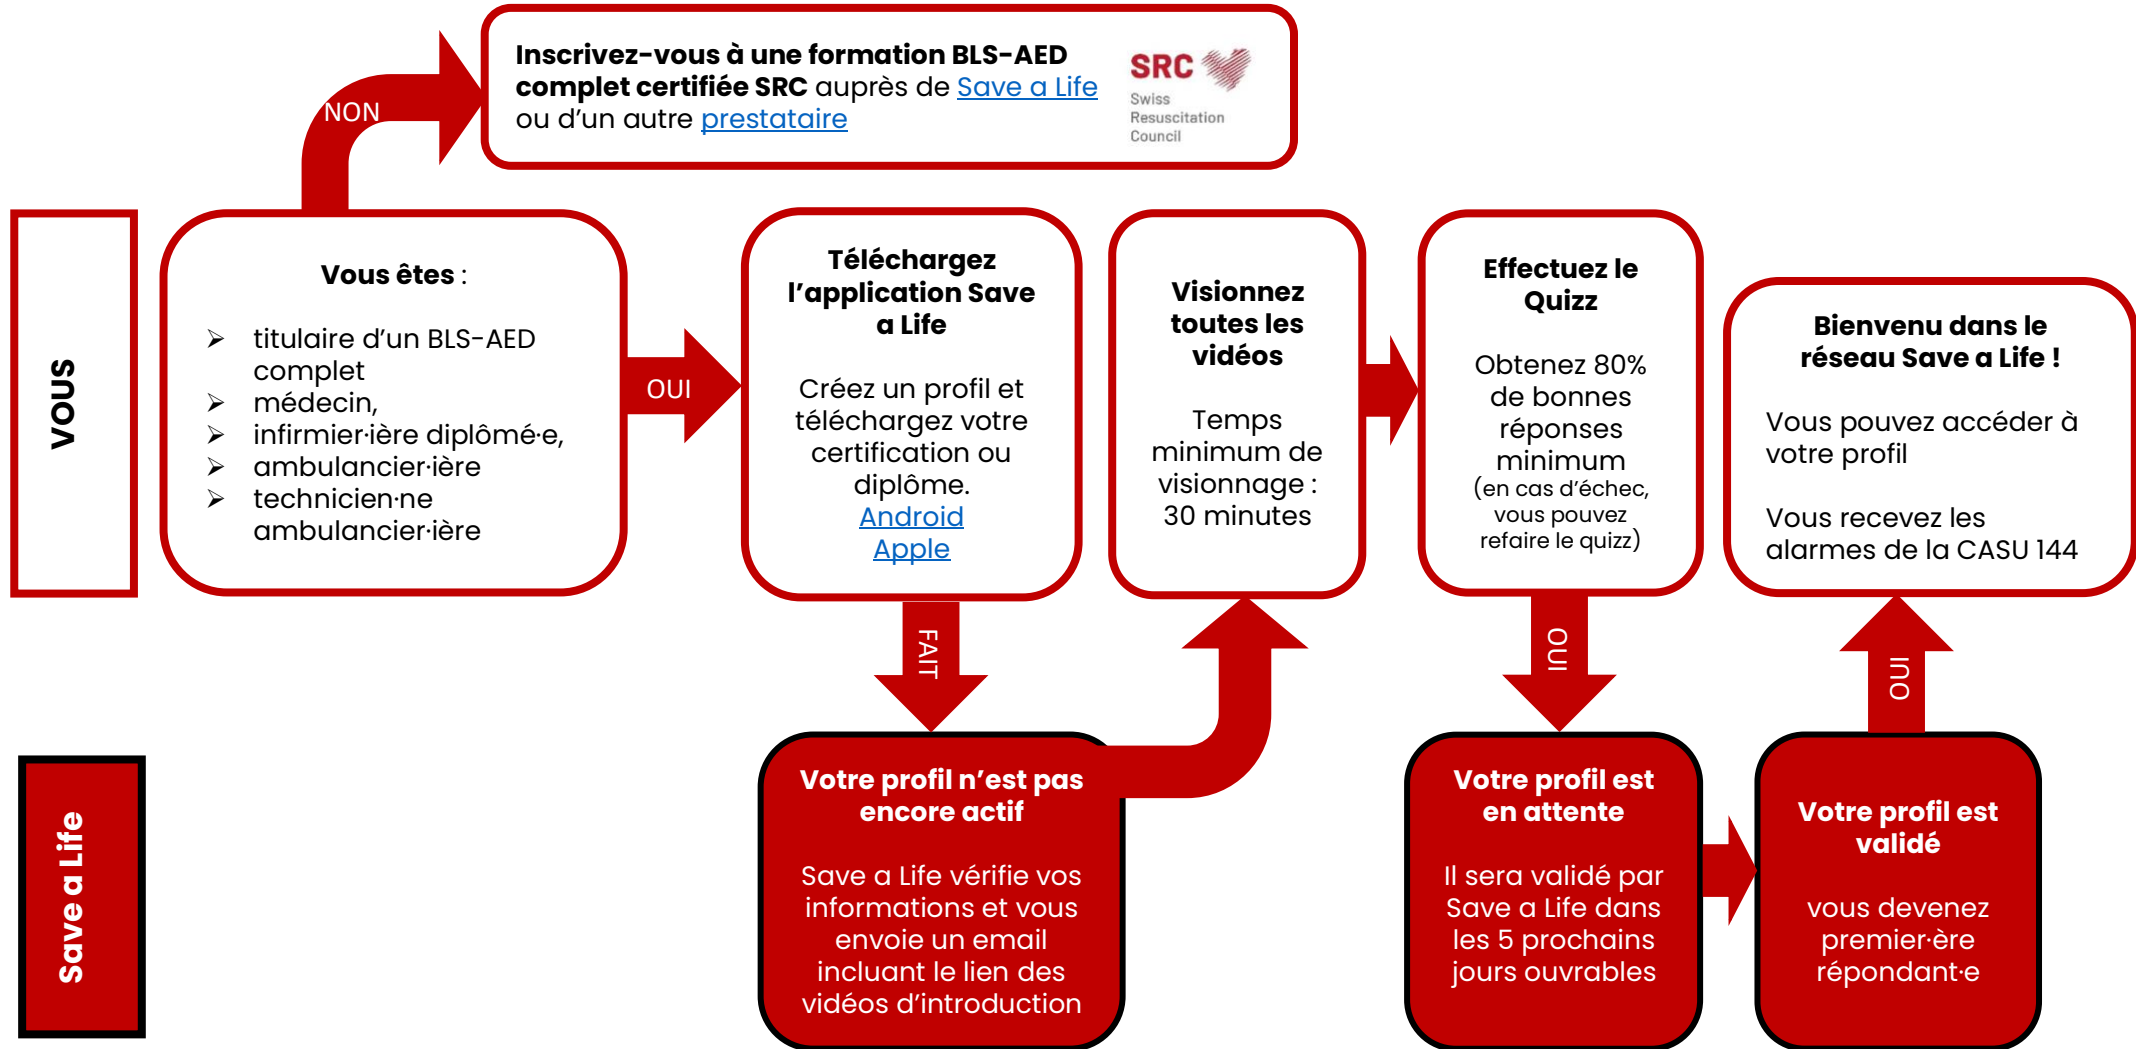 Inscrivez-vous à une formation BLS-AED
complet certifiée SRC auprès de Save a Life
ou d'un autre prestataire
SRC
Swiss
Resuscitation
Council
NON
VOUS
Vous êtes :
➢ titulaire d'un BLS-AED
complet
➢ médecin,
➢ infirmier·ière diplômé·e,
➢ ambulancier·ière
➢ technicien·ne
ambulancier·ière
OUI
Téléchargez
l'application Save
a Life
Créez un profil et
téléchargez votre
certification ou
diplôme.
Android
Apple
FAIT
Visionnez
toutes les
vidéos
Temps
minimum de
visionnage :
30 minutes
Effectuez le
Quizz
Obtenez 80%
de bonnes
réponses
minimum
(en cas d'échec,
vous pouvez
refaire le quizz)
OUI
Bienvenu dans le
réseau Save a Life !
Vous pouvez accéder à
votre profil
Vous recevez les
alarmes de la CASU 144
OUI
Save a Life
Votre profil n'est pas
encore actif
Save a Life vérifie vos
informations et vous
envoie un email
incluant le lien des
vidéos d'introduction
Votre profil est
en attente
Il sera validé par
Save a Life dans
les 5 prochains
jours ouvrables
Votre profil est
validé
vous devenez
premier·ère
répondant·e